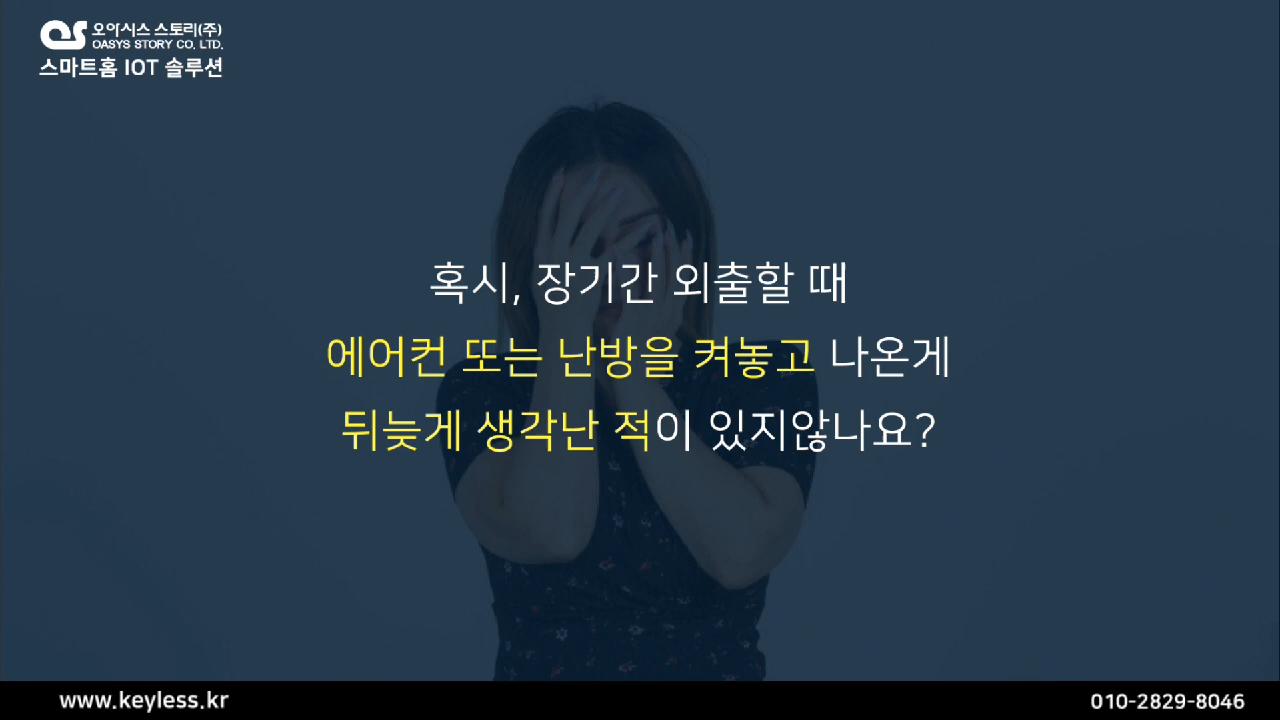 오아시스 스토리(주)
OASYS STORY CO. LTD.
스마트홈 IOT 솔루션
혹시, 장기간 외출할 때
에어컨 또는 난방을 켜놓고 나온게
뒤늦게 생각난 적이 있지않나요?
www.keyless.kr
010-2829-8046